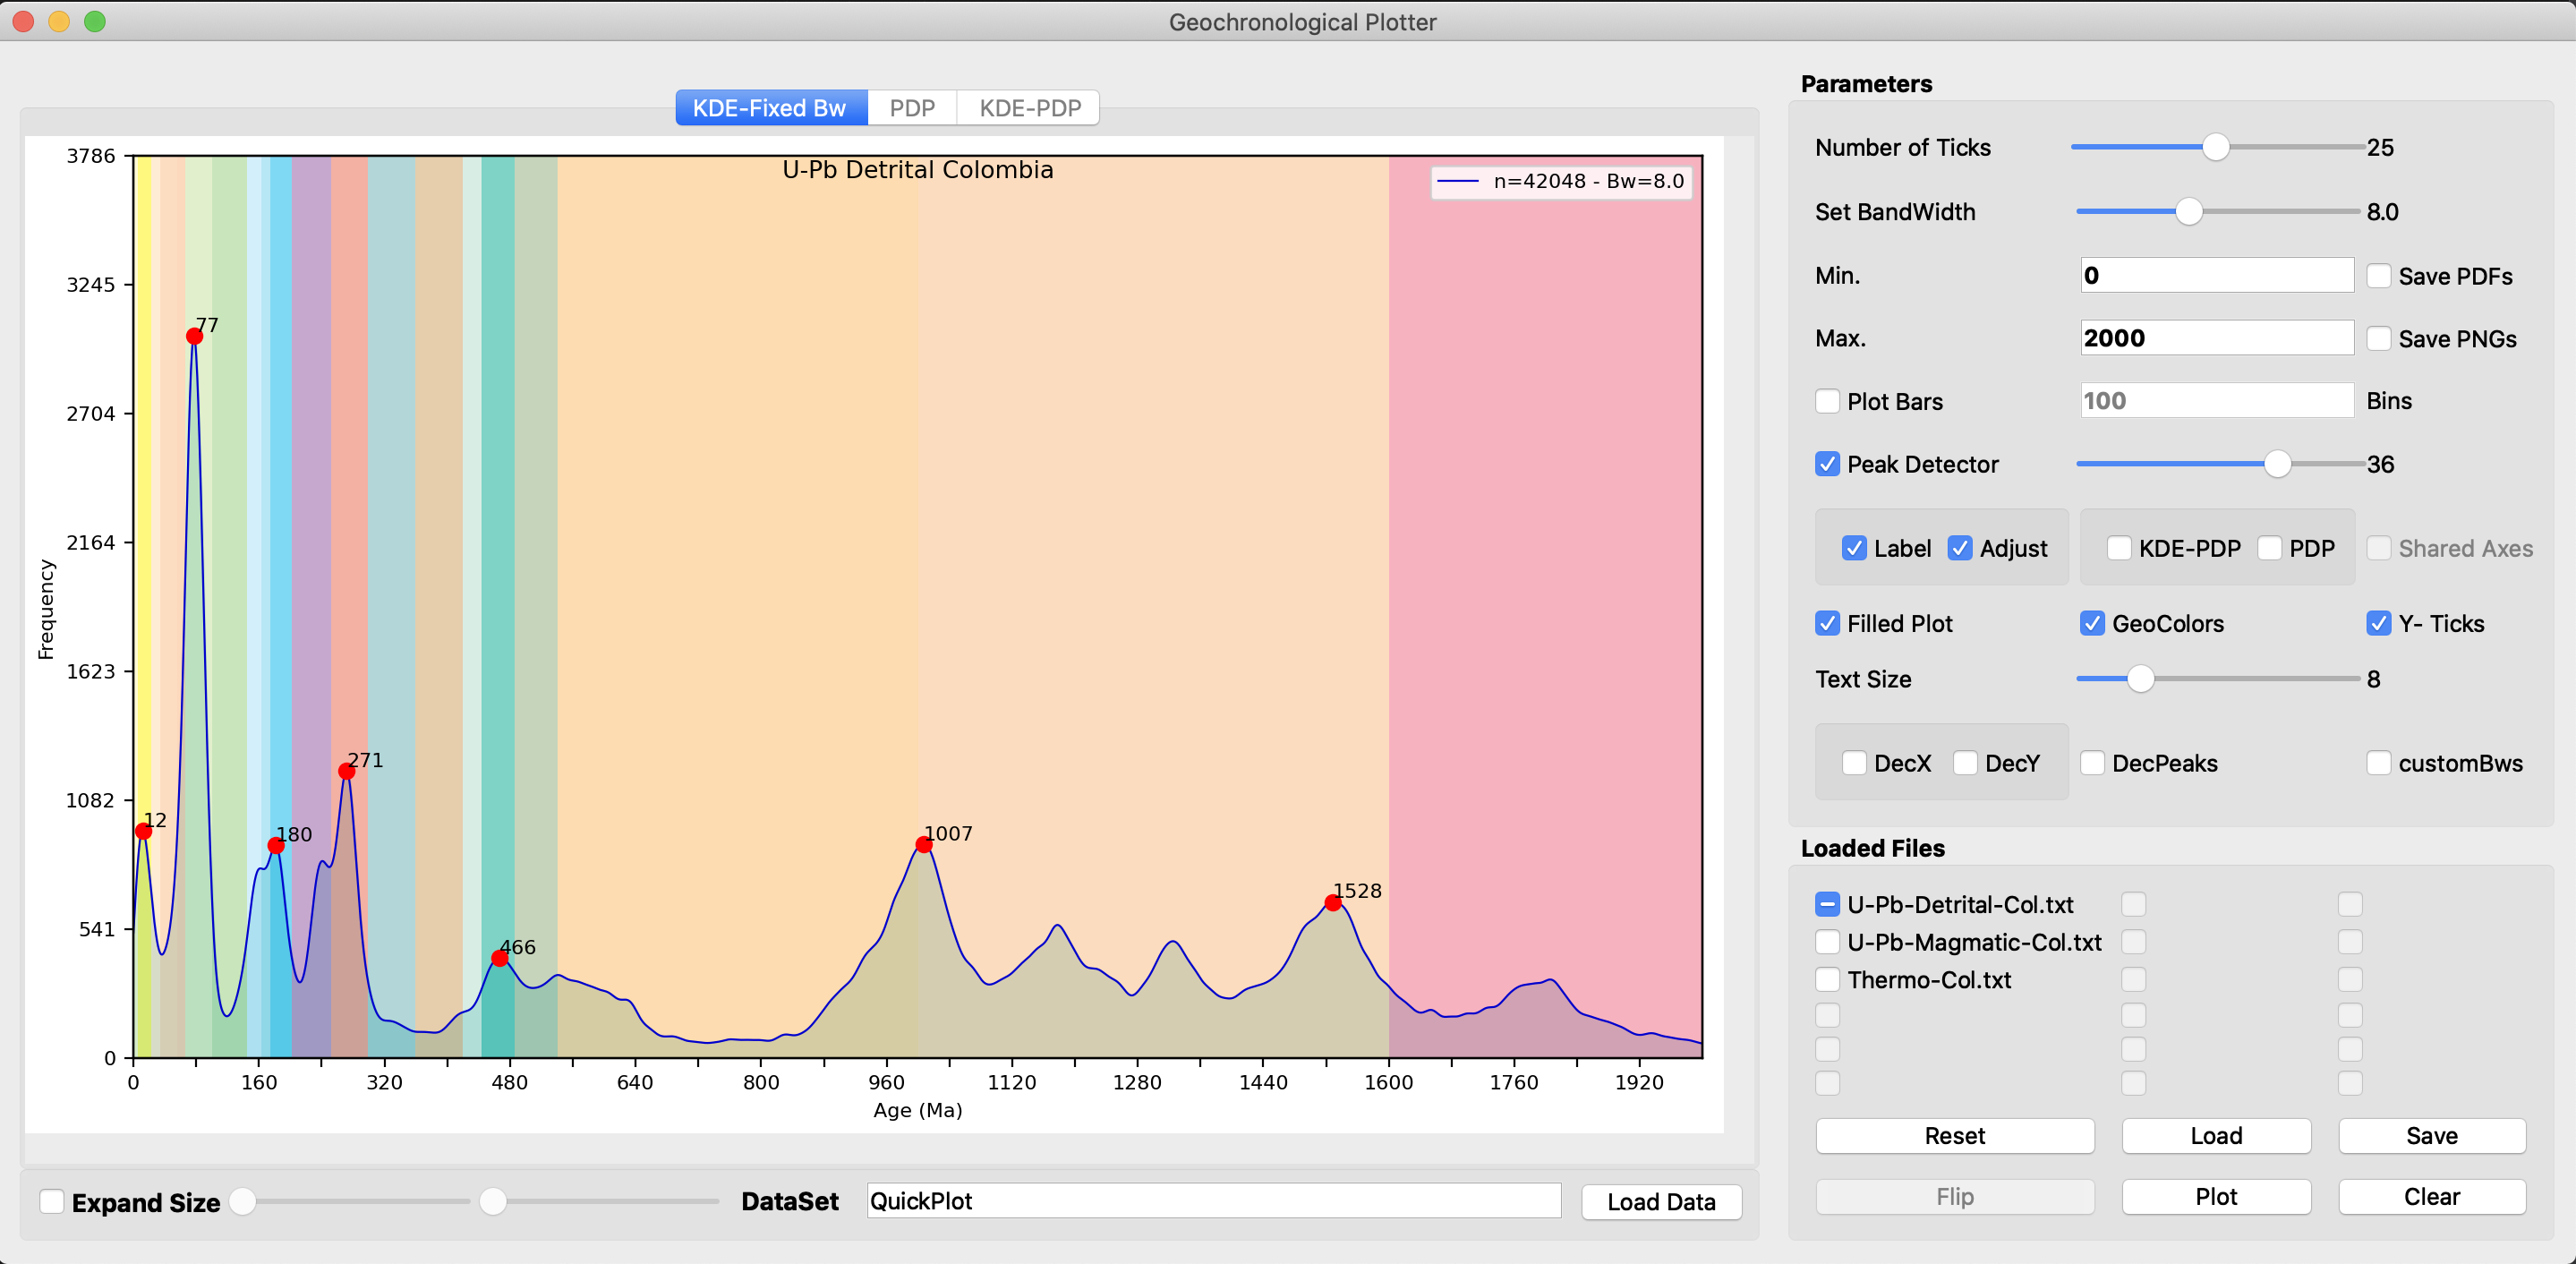 Geochronological Plotter
KDE-Fixed Bw PDP KDE-PDP
U-Pb Detrital Colombia
n=42048 - Bw=8.0
3786
3245
2704
2164
1623
1082
541
0
Frequency
77
271
12
180
466
1007
1528
0 160 320 480 640 800 960 1120 1280 1440 1600 1760 1920
Age (Ma)
Expand Size DataSet QuickPlot Load Data
Parameters
Number of Ticks 25
Set BandWidth 8.0
Min. 0 Save PDFs
Max. 2000 Save PNGs
Plot Bars 100 Bins
Peak Detector 36
Label Adjust KDE-PDP PDP Shared Axes
Filled Plot GeoColors Y- Ticks
Text Size 8
DecX DecY DecPeaks customBws
Loaded Files
U-Pb-Detrital-Col.txt
U-Pb-Magmatic-Col.txt
Thermo-Col.txt
Reset Load Save
Flip Plot Clear